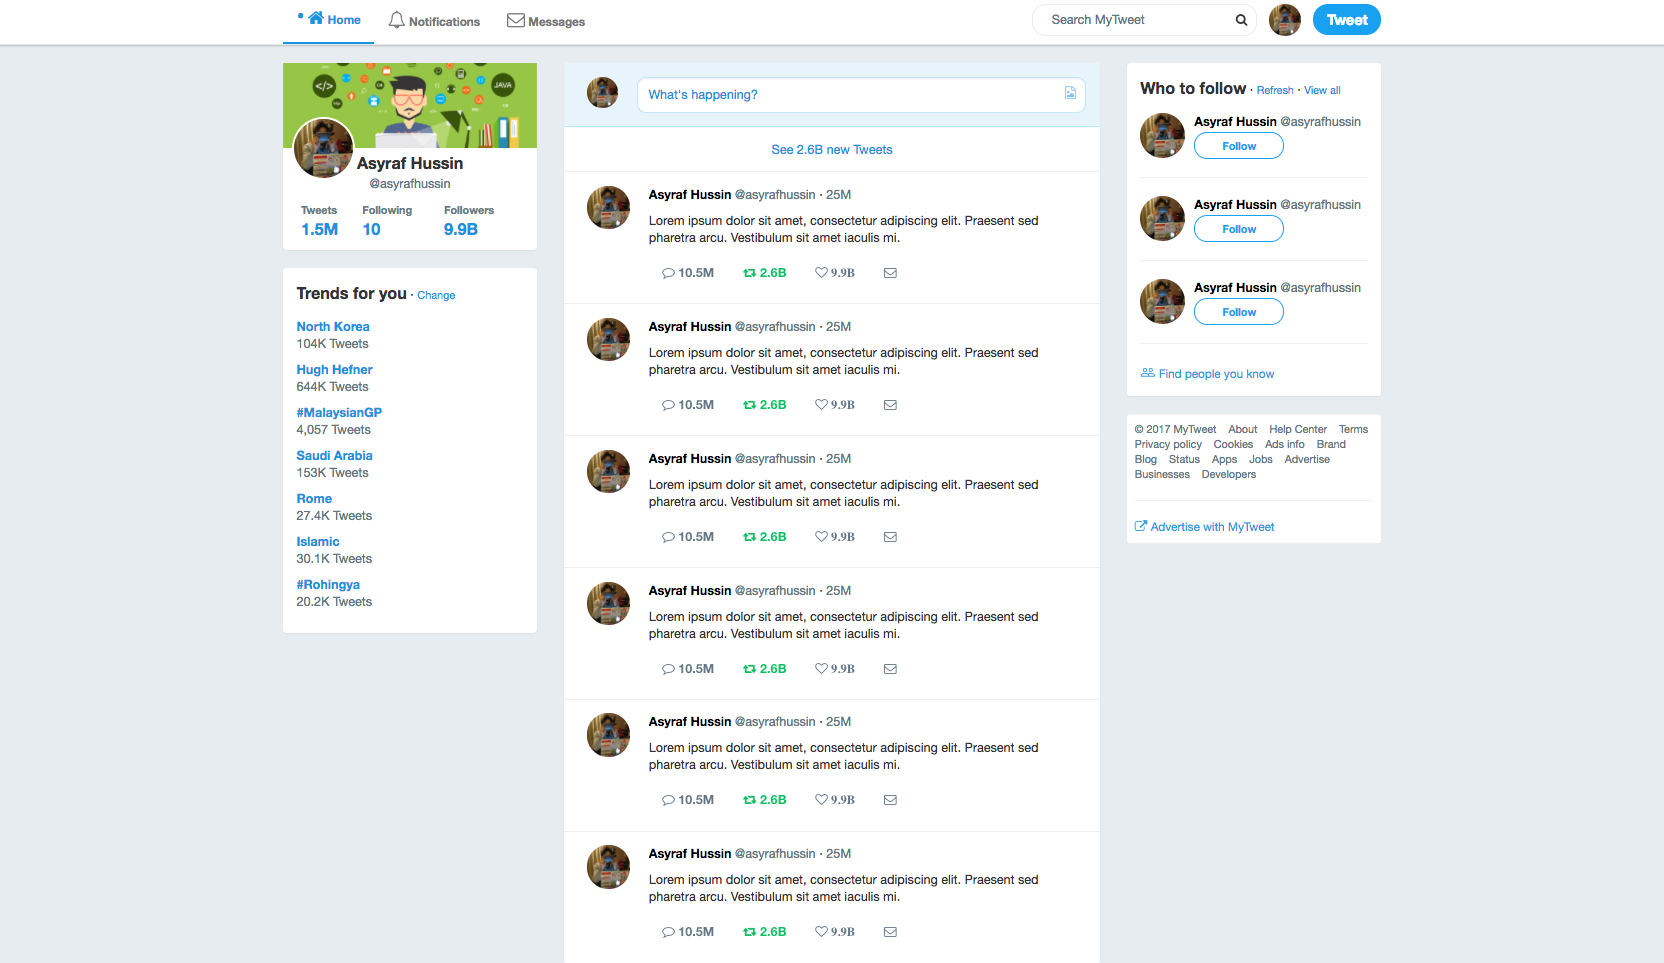 Home
Notifications
Messages
Search MyTweet
Tweet
</>
JAVA
Asyraf Hussin
@asyrafhussin
Tweets Following Followers
1.5M 10 9.9B
Trends for you · Change
North Korea
104K Tweets
Hugh Hefner
644K Tweets
#MalaysianGP
4,057 Tweets
Saudi Arabia
153K Tweets
Rome
27.4K Tweets
Islamic
30.1K Tweets
#Rohingya
20.2K Tweets
What's happening?
See 2.6B new Tweets
Asyraf Hussin @asyrafhussin · 25M
Lorem ipsum dolor sit amet, consectetur adipiscing elit. Praesent sed
pharetra arcu. Vestibulum sit amet iaculis mi.
10.5M 2.6B 9.9B
Asyraf Hussin @asyrafhussin · 25M
Lorem ipsum dolor sit amet, consectetur adipiscing elit. Praesent sed
pharetra arcu. Vestibulum sit amet iaculis mi.
10.5M 2.6B 9.9B
Asyraf Hussin @asyrafhussin · 25M
Lorem ipsum dolor sit amet, consectetur adipiscing elit. Praesent sed
pharetra arcu. Vestibulum sit amet iaculis mi.
10.5M 2.6B 9.9B
Asyraf Hussin @asyrafhussin · 25M
Lorem ipsum dolor sit amet, consectetur adipiscing elit. Praesent sed
pharetra arcu. Vestibulum sit amet iaculis mi.
10.5M 2.6B 9.9B
Asyraf Hussin @asyrafhussin · 25M
Lorem ipsum dolor sit amet, consectetur adipiscing elit. Praesent sed
pharetra arcu. Vestibulum sit amet iaculis mi.
10.5M 2.6B 9.9B
Asyraf Hussin @asyrafhussin · 25M
Lorem ipsum dolor sit amet, consectetur adipiscing elit. Praesent sed
pharetra arcu. Vestibulum sit amet iaculis mi.
10.5M 2.6B 9.9B
Who to follow · Refresh · View all
Asyraf Hussin @asyrafhussin
Follow
Asyraf Hussin @asyrafhussin
Follow
Asyraf Hussin @asyrafhussin
Follow
Find people you know
© 2017 MyTweet About Help Center Terms
Privacy policy Cookies Ads info Brand
Blog Status Apps Jobs Advertise
Businesses Developers
Advertise with MyTweet